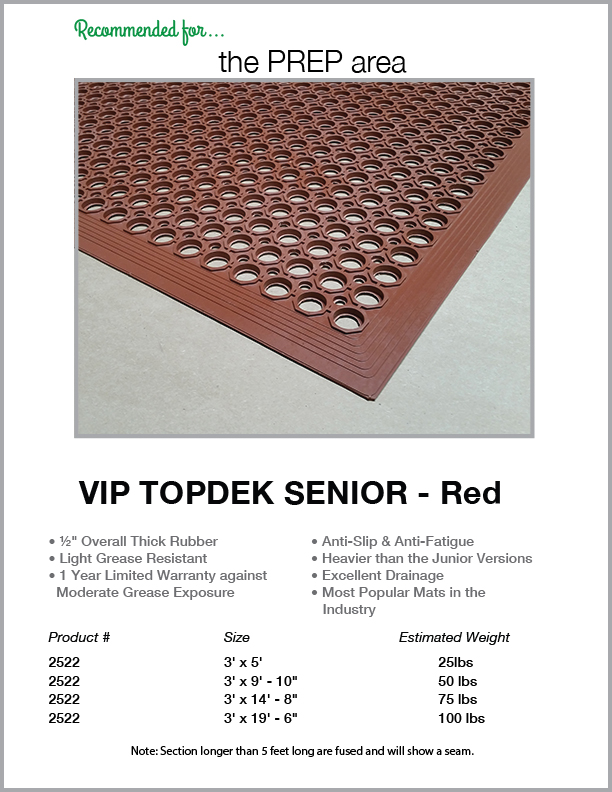 Recommended for...
the PREP area
VIP TOPDEK SENIOR - Red
• ½" Overall Thick Rubber
• Light Grease Resistant
• 1 Year Limited Warranty against
Moderate Grease Exposure
• Anti-Slip & Anti-Fatigue
• Heavier than the Junior Versions
• Excellent Drainage
• Most Popular Mats in the
Industry
Product # Size Estimated Weight
2522 3' x 5' 25lbs
2522 3' x 9' - 10" 50 lbs
2522 3' x 14' - 8" 75 lbs
2522 3' x 19' - 6" 100 lbs
Note: Section longer than 5 feet long are fused and will show a seam.